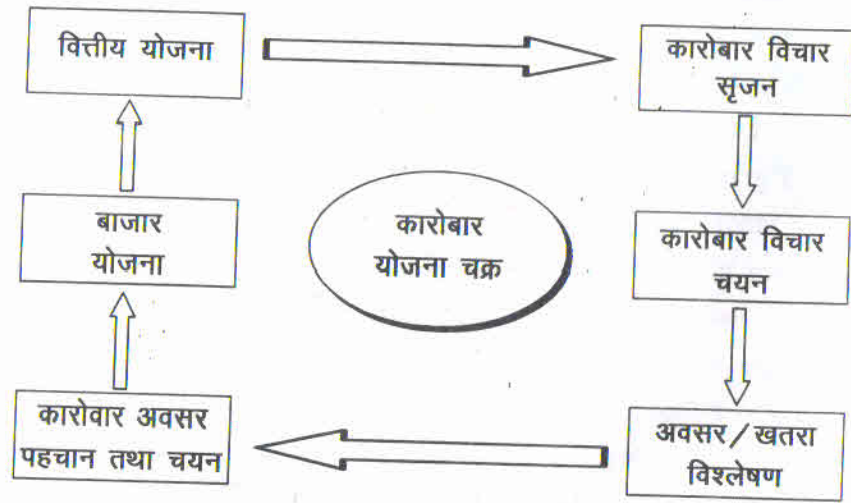 वित्तीय योजना
कारोबार विचार
सृजन
बाजार
योजना
कारोबार
योजना चक्र
कारोबार विचार
चयन
कारोवार अवसर
पहचान तथा चयन
अवसर/खतरा
विश्लेषण